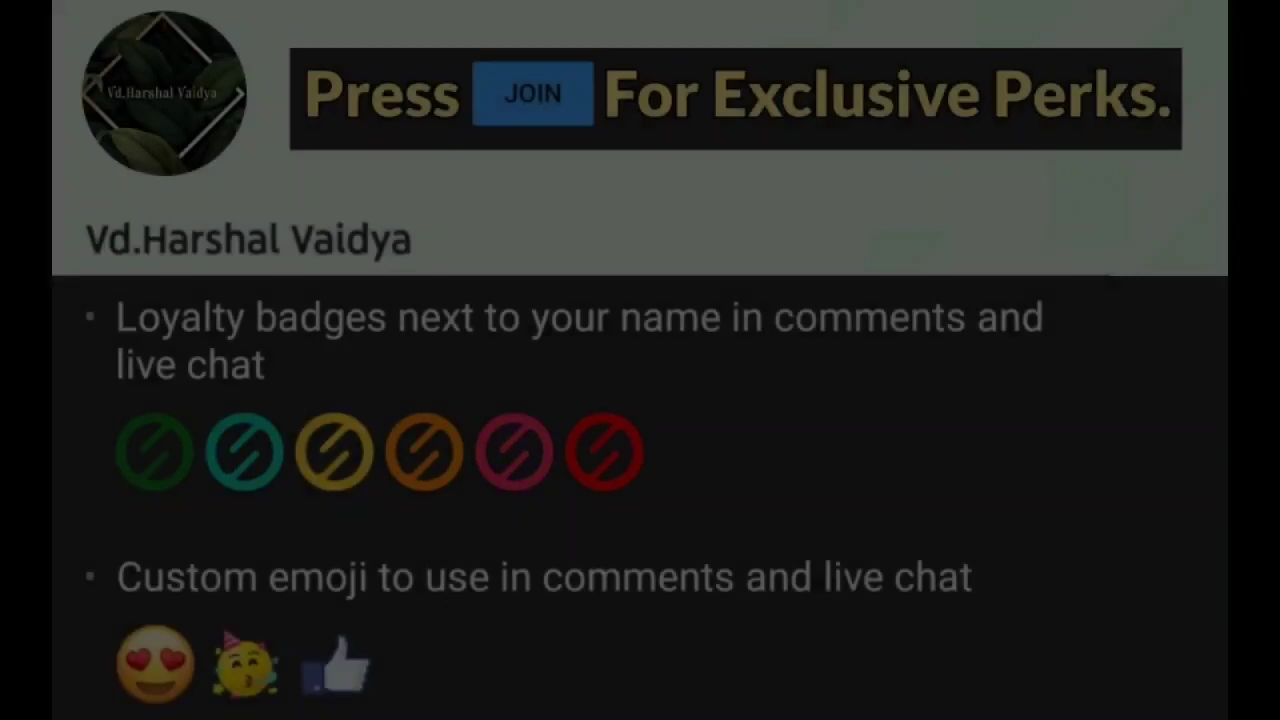 Vd.Harshal Vaidya
Press JOIN For Exclusive Perks.
Vd.Harshal Vaidya
Loyalty badges next to your name in comments and
live chat
Custom emoji to use in comments and live chat